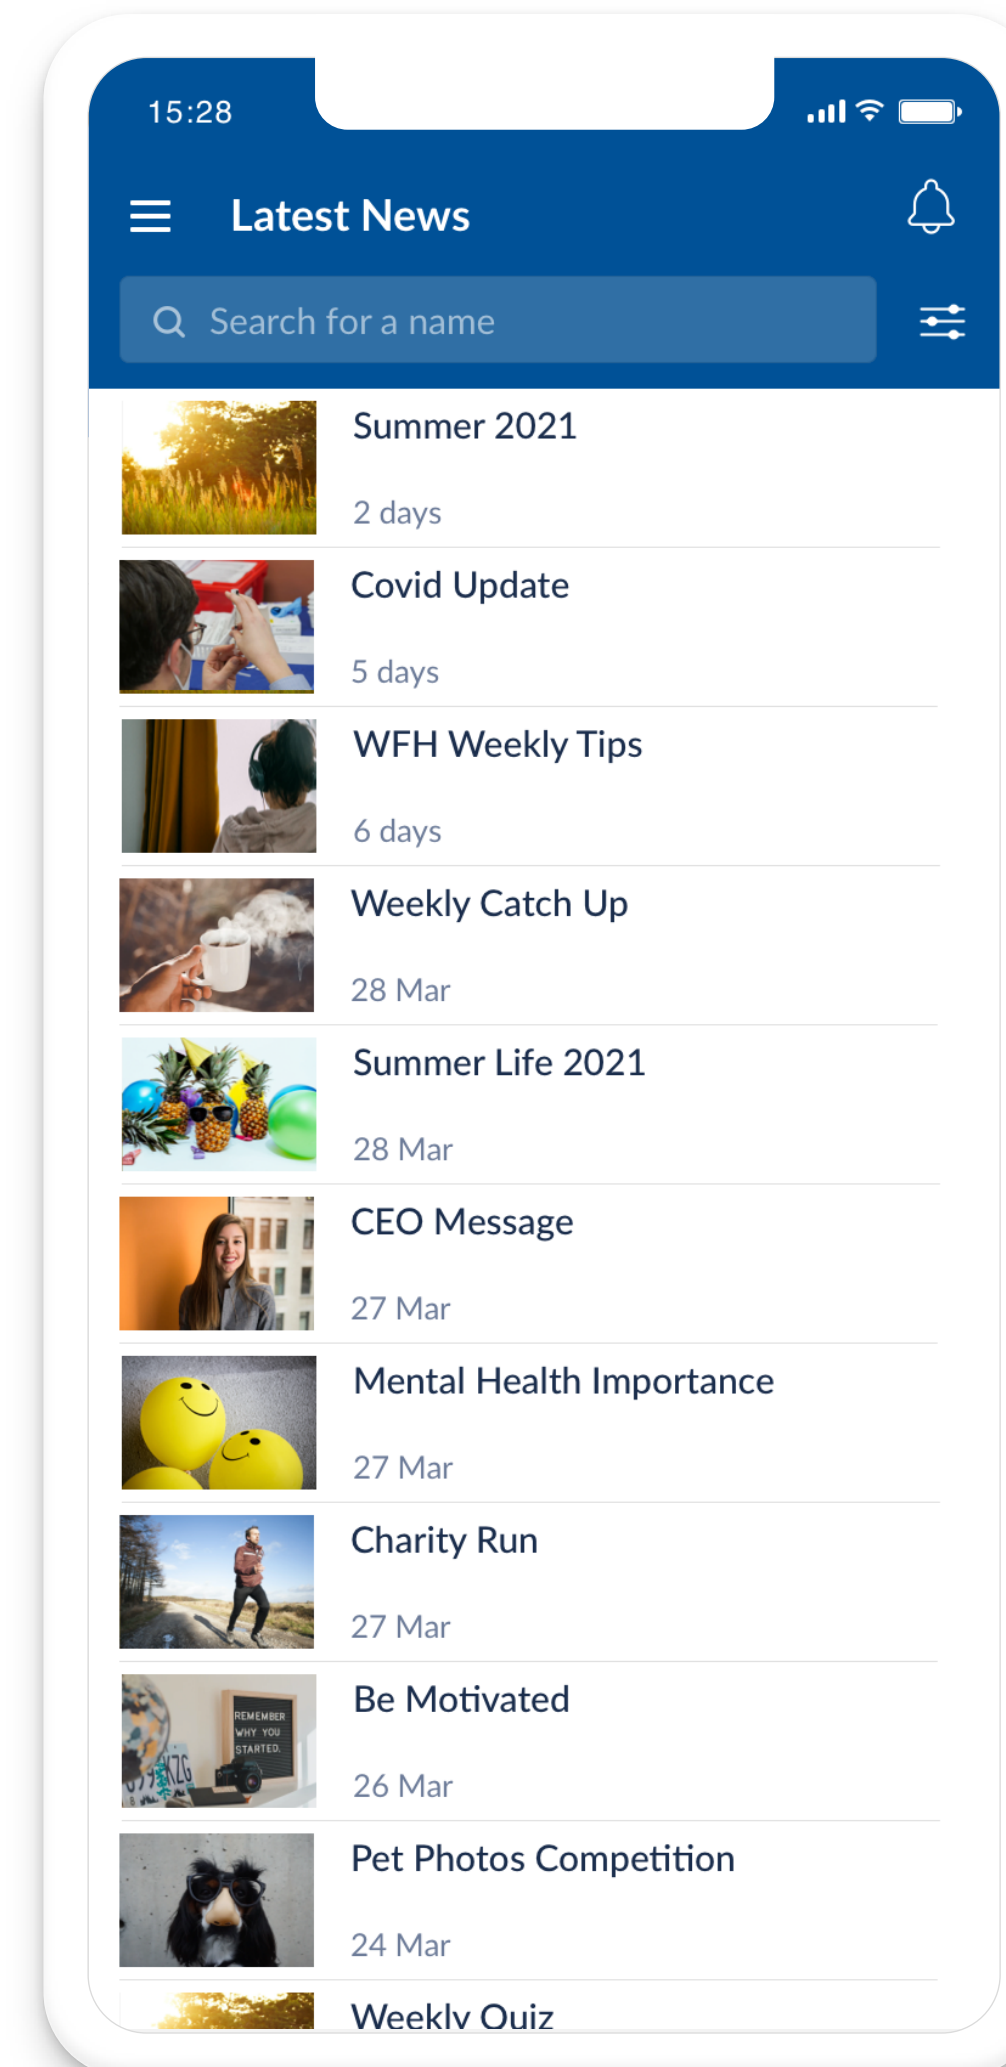 15:28
Latest News
Search for a name
Summer 2021
2 days
Covid Update
5 days
WFH Weekly Tips
6 days
Weekly Catch Up
28 Mar
Summer Life 2021
28 Mar
CEO Message
27 Mar
Mental Health Importance
27 Mar
Charity Run
27 Mar
Be Motivated
REMEMBER
WHY YOU
STARTED.
26 Mar
Pet Photos Competition
24 Mar
Weekly Quiz